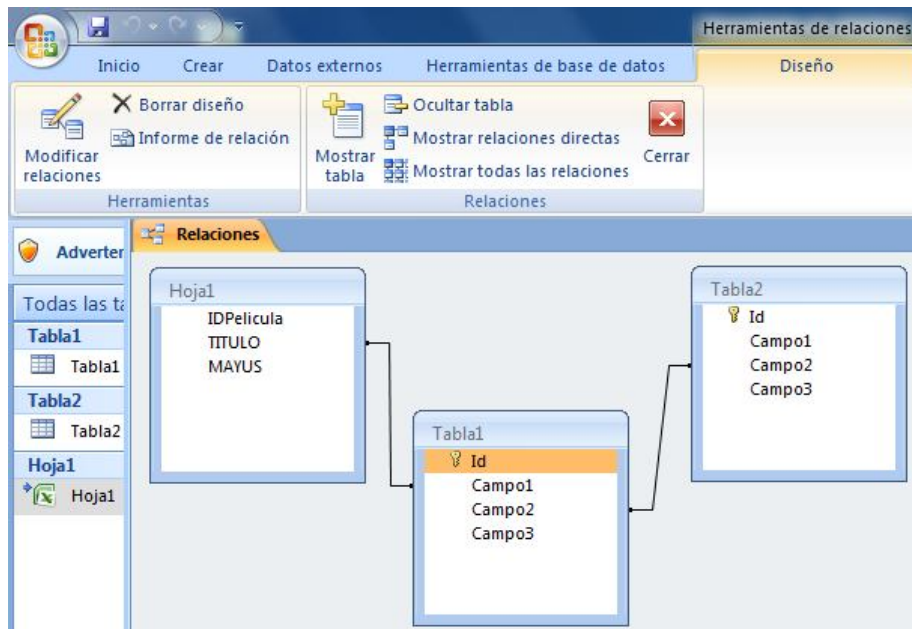 Herramientas de relaciones
Inicio Crear Datos externos Herramientas de base de datos Diseño
Modificar relaciones
Borrar diseño
Informe de relación
Herramientas
Mostrar tabla
Ocultar tabla
Mostrar relaciones directas
Mostrar todas las relaciones
Cerrar
Relaciones
Adverten
Relaciones
Todas las ta
Tabla1
Tabla1
Tabla2
Tabla2
Hoja1
Hoja1
Hoja1
IDPelicula
TITULO
MAYUS
Tabla1
Id
Campo1
Campo2
Campo3
Tabla2
Id
Campo1
Campo2
Campo3